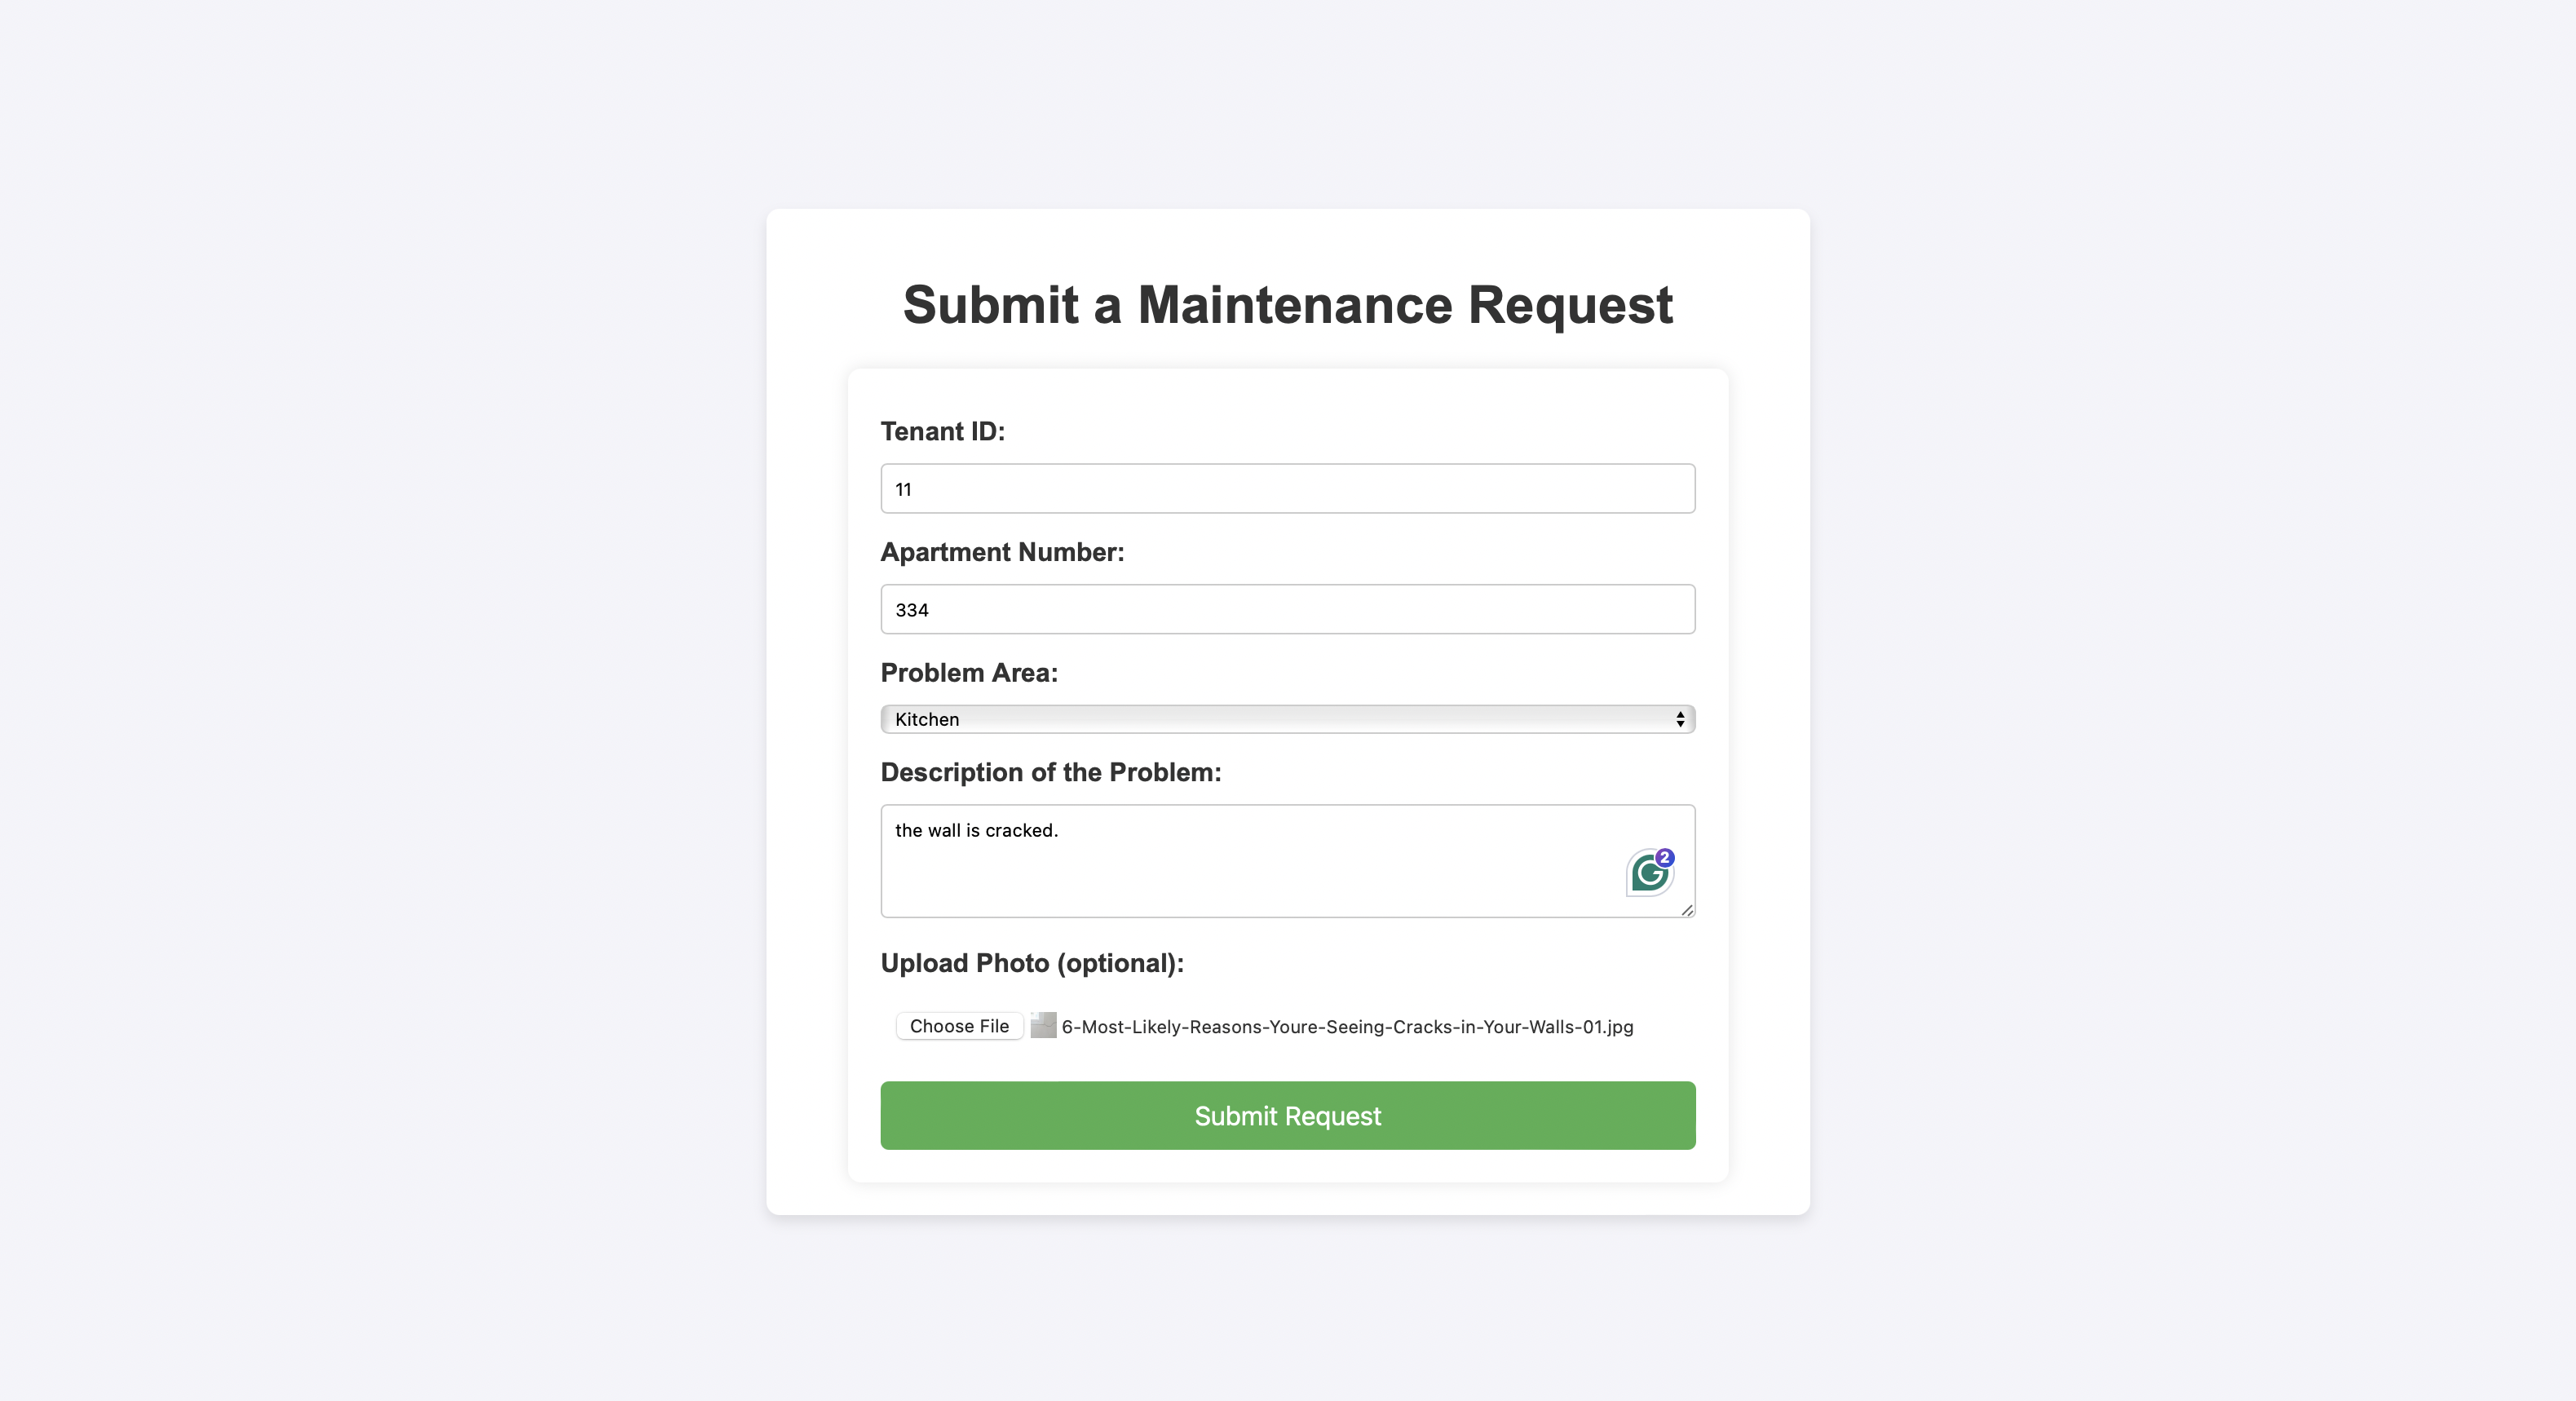 Submit a Maintenance Request
Tenant ID:
11
Apartment Number:
334
Problem Area:
Kitchen
Description of the Problem:
the wall is cracked.
2
Upload Photo (optional):
Choose File 6-Most-Likely-Reasons-Youre-Seeing-Cracks-in-Your-Walls-01.jpg
Submit Request